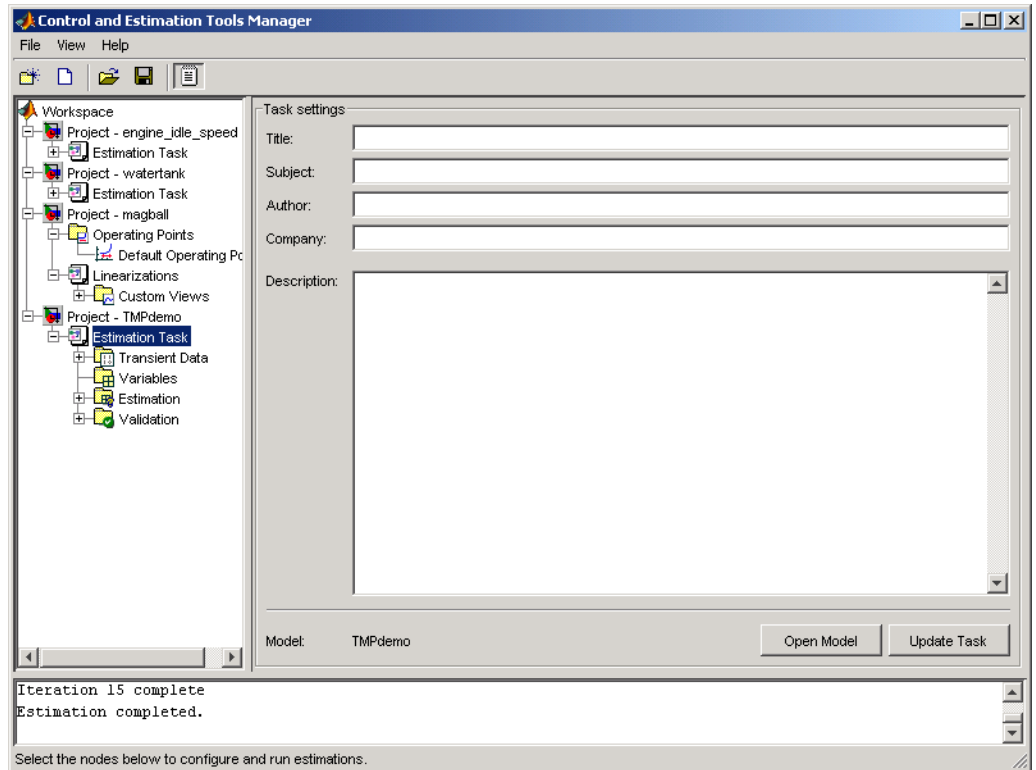 Control and Estimation Tools Manager
File View Help
Workspace
Project - engine_idle_speed
Estimation Task
Project - watertank
Estimation Task
Project - magball
Operating Points
Default Operating Po
Linearizations
Custom Views
Project - TMPdemo
Estimation Task
Transient Data
Variables
Estimation
Validation
Task settings
Title:
Subject:
Author:
Company:
Description:
Model: TMPdemo
Open Model
Update Task
Iteration 15 complete
Estimation completed.
Select the nodes below to configure and run estimations.